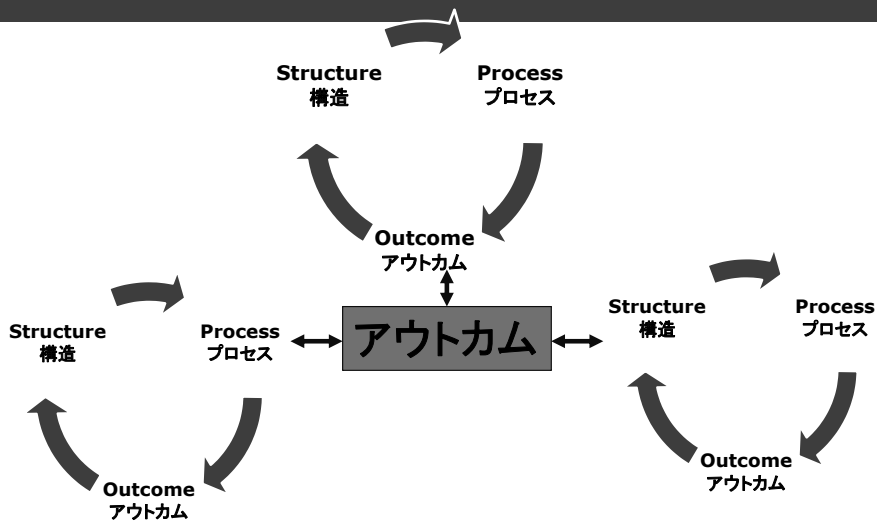 Structure
構造
Process
プロセス
Outcome
アウトカム
Structure
構造
Process
プロセス
Outcome
アウトカム
アウトカム
Structure
構造
Process
プロセス
Outcome
アウトカム